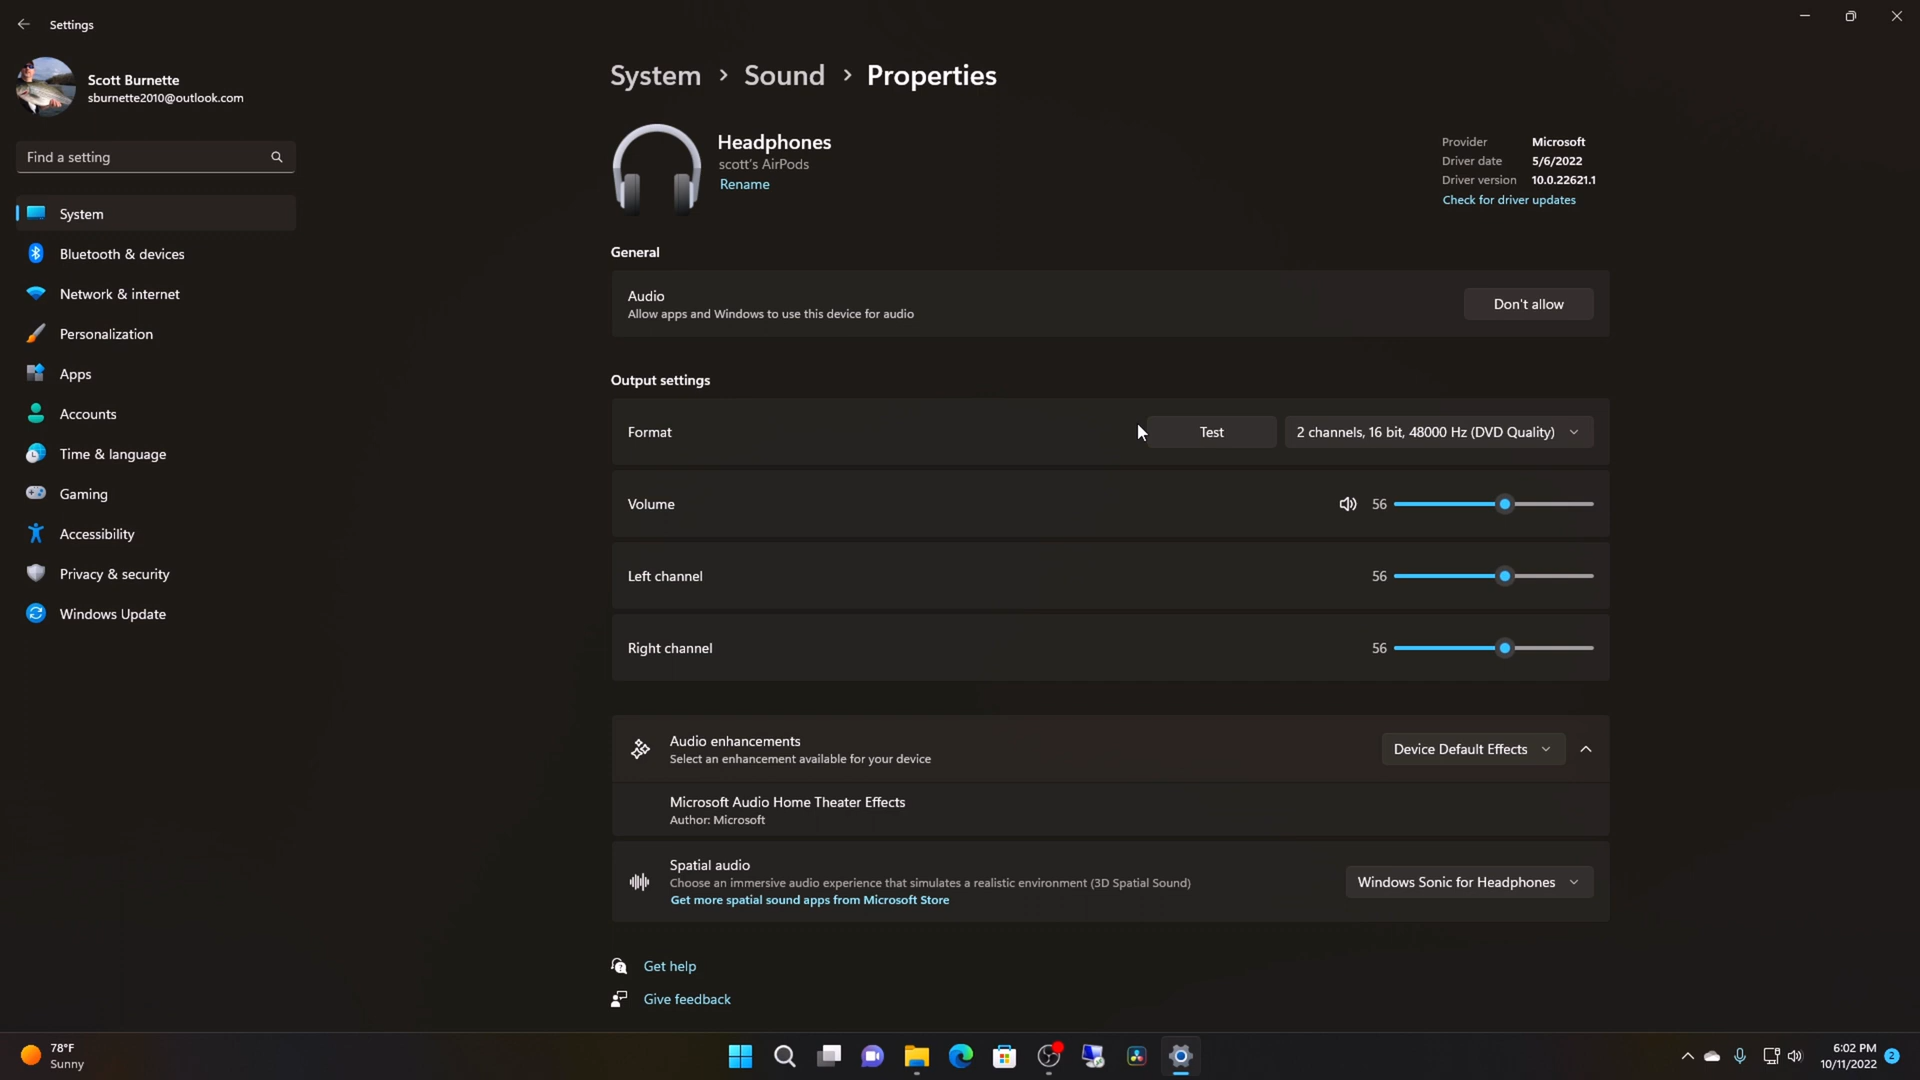 Settings
Scott Burnette
sburnette2010@outlook.com
Find a setting
System
Bluetooth & devices
Network & internet
Personalization
Apps
Accounts
Time & language
Gaming
Accessibility
Privacy & security
Windows Update
System > Sound > Properties
Headphones
scott's AirPods
Rename
Provider Microsoft
Driver date 5/6/2022
Driver version 10.0.22621.1
Check for driver updates
General
Audio
Allow apps and Windows to use this device for audio
Don't allow
Output settings
Format Test 2 channels, 16 bit, 48000 Hz (DVD Quality)
Volume 56
Left channel 56
Right channel 56
Audio enhancements
Select an enhancement available for your device
Device Default Effects
Microsoft Audio Home Theater Effects
Author: Microsoft
Spatial audio
Choose an immersive audio experience that simulates a realistic environment (3D Spatial Sound)
Get more spatial sound apps from Microsoft Store
Windows Sonic for Headphones
Get help
Give feedback
78°F
Sunny
6:02 PM
10/11/2022
2